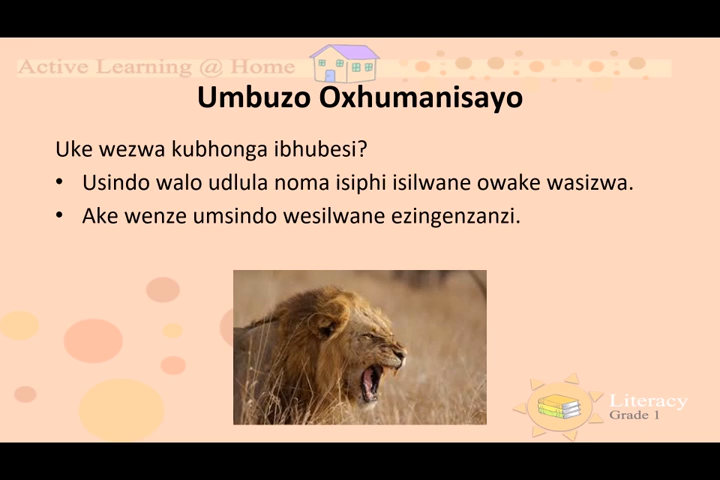 Active Learning @ Home
Umbuzo Oxhumanisayo
Uke wezwa kubhonga ibhubesi?
• Usindo walo udlula noma isiphi isilwane owake wasizwa.
• Ake wenze umsindo wesilwane ezingenzanzi.
Literacy
Grade 1